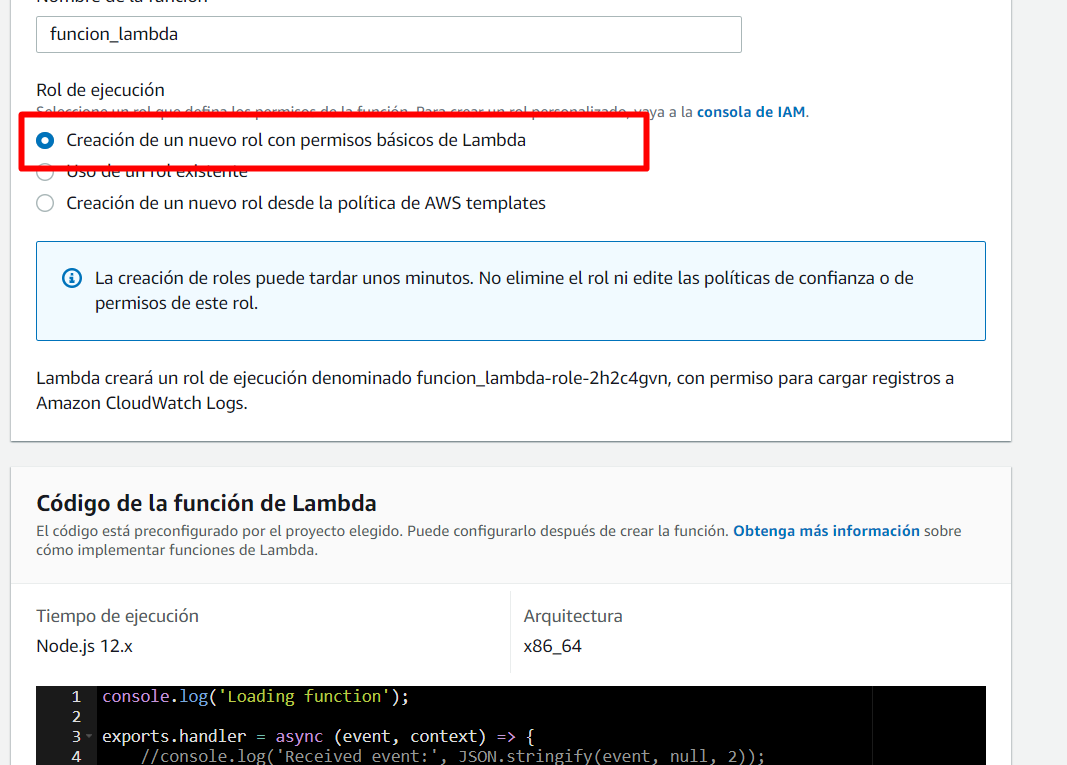 Nombre de la función
funcion_lambda
Rol de ejecución
Seleccione un rol que defina los permisos de la función. Para crear un rol personalizado, vaya a la consola de IAM.
Creación de un nuevo rol con permisos básicos de Lambda
Uso de un rol existente
Creación de un nuevo rol desde la política de AWS templates
La creación de roles puede tardar unos minutos. No elimine el rol ni edite las políticas de confianza o de
permisos de este rol.
Lambda creará un rol de ejecución denominado funcion_lambda-role-2h2c4gvn, con permiso para cargar registros a
Amazon CloudWatch Logs.
Código de la función de Lambda
El código está preconfigurado por el proyecto elegido. Puede configurarlo después de crear la función. Obtenga más información sobre
cómo implementar funciones de Lambda.
Tiempo de ejecución
Node.js 12.x
Arquitectura
x86_64
1 console.log('Loading function');
2
3 exports.handler = async (event, context) => {
4 //console.log('Received event:', JSON.stringify(event, null, 2));